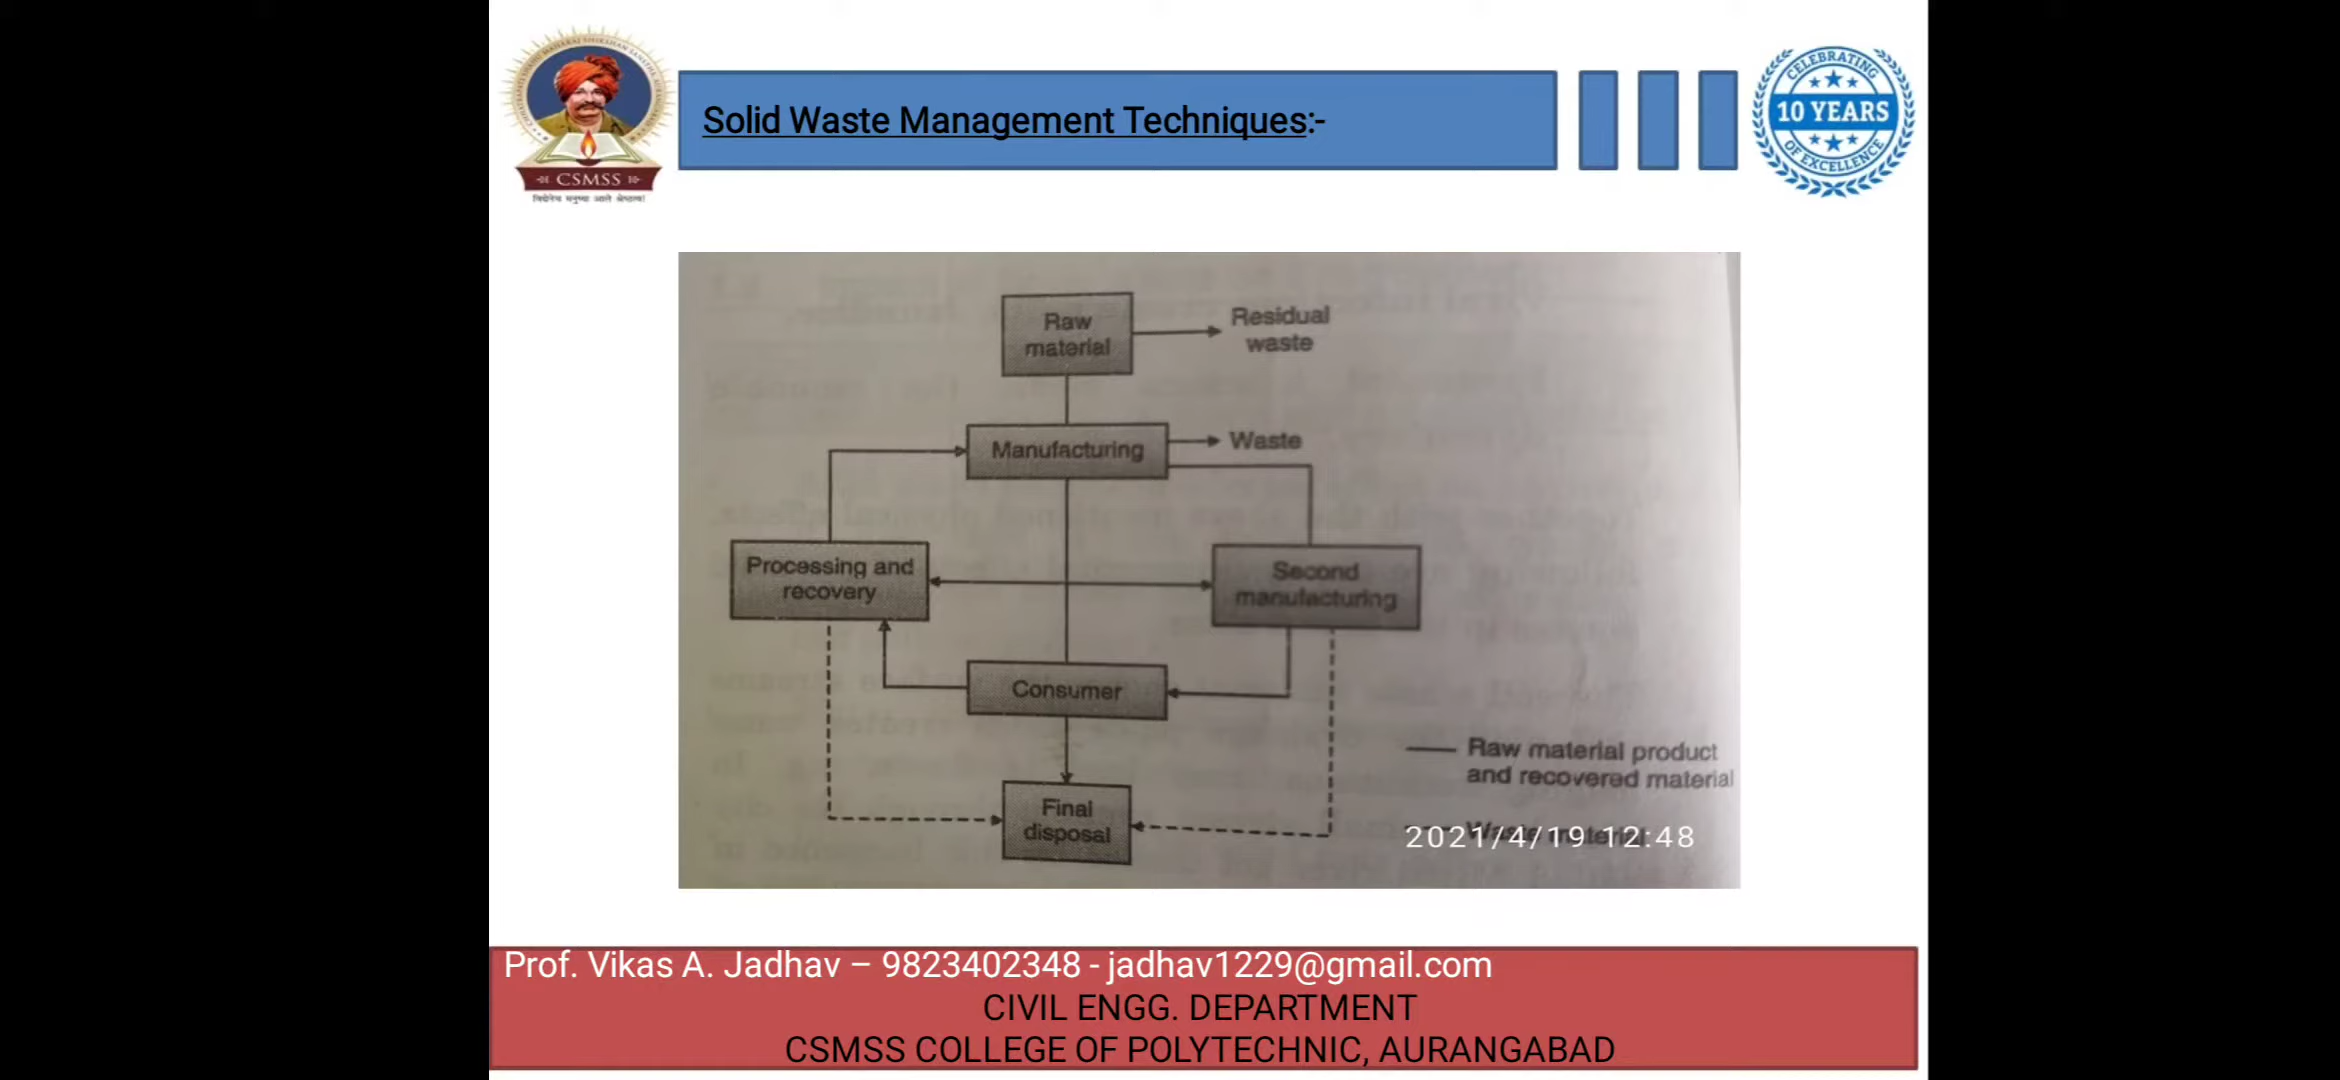 CSMSS
Solid Waste Management Techniques:-
CELEBRATING
10 YEARS
OF EXCELLENCE
Raw
material
Residual
waste
Manufacturing
Waste
Processing and
recovery
Second
manufacturing
Consumer
Final
disposal
Raw material product
and recovered material
Waste material
2021/4/19 12:48
Prof. Vikas A. Jadhav – 9823402348 - jadhav1229@gmail.com
CIVIL ENGG. DEPARTMENT
CSMSS COLLEGE OF POLYTECHNIC, AURANGABAD